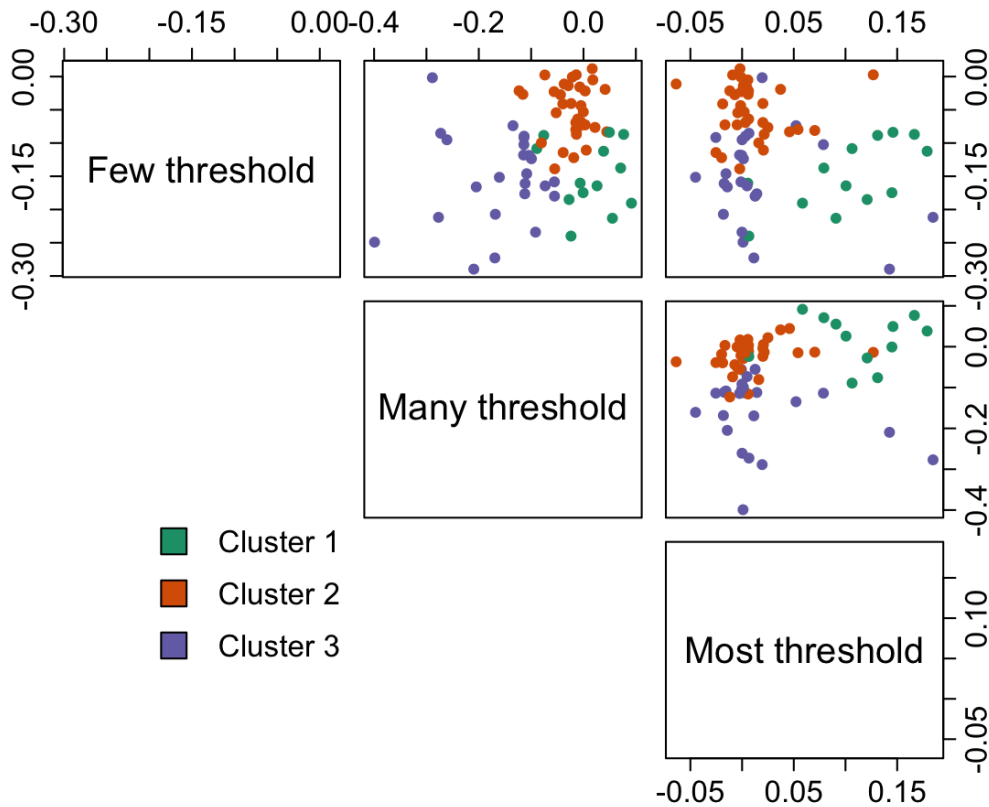 -0.30 -0.15 0.00 -0.4 -0.2 0.0 -0.05 0.05 0.15
0.00
-0.15
-0.30
Few threshold
0.00
-0.15
-0.30
Many threshold
0.0
-0.2
-0.4
Cluster 1
Cluster 2
Cluster 3
Most threshold
0.10
-0.05
-0.05 0.05 0.15